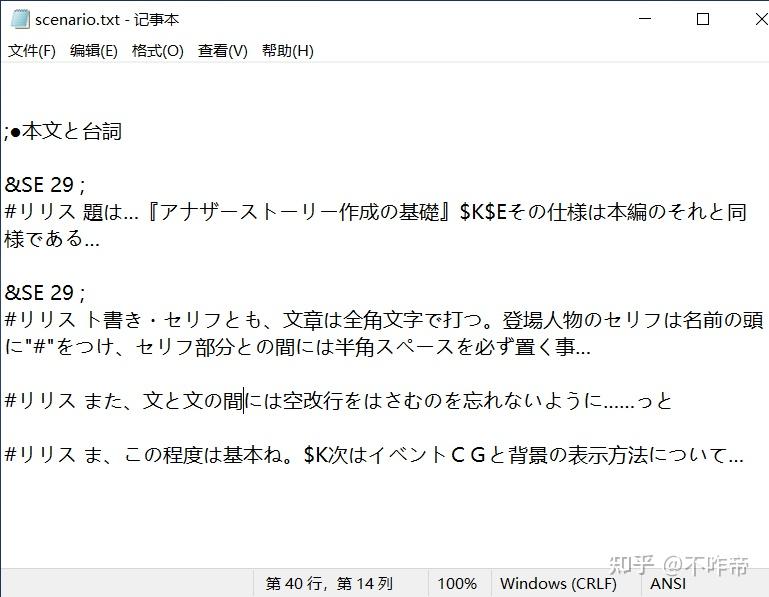 scenario.txt - 记事本
文件(F) 编辑(E) 格式(O) 查看(V) 帮助(H)
;●本文と台詞
&SE 29 ;
#リリス 題は…『アナザーストーリー作成の基礎』$K$Eその仕様は本編のそれと同
様である…
&SE 29 ;
#リリス ト書き・セリフとも、文章は全角文字で打つ。登場人物のセリフは名前の頭
に"#"をつけ、セリフ部分との間には半角スペースを必ず置く事…
#リリス また、文と文の間には空改行をはさむのを忘れないように……っと
#リリス ま、この程度は基本ね。$K次はイベントＣＧと背景の表示方法について…
知乎 @不咋帝
第 40 行，第 14 列 100% Windows (CRLF) ANSI